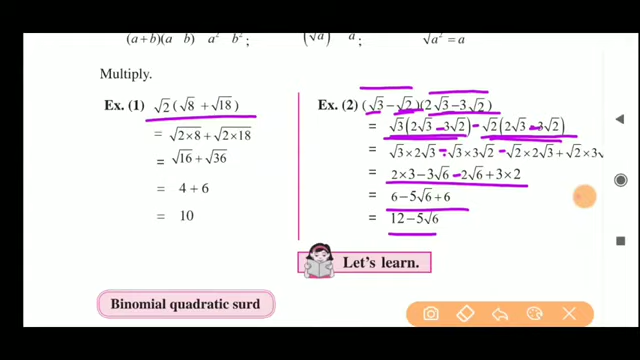 (a+b)(a b) a² b² ; (√a) a ; √a² = a
Multiply.
Ex. (1) √2 (√8 + √18)
= √2×8 + √2×18
= √16 + √36
= 4 + 6
= 10
Ex. (2) (√3 − √2)(2√3 − 3√2)
= √3(2√3 − 3√2) − √2(2√3 − 3√2)
= √3 × 2√3 − √3 × 3√2 − √2 × 2√3 + √2 × 3√
= 2×3 − 3√6 − 2√6 + 3×2
= 6 − 5√6 + 6
= 12 − 5√6
Let's learn.
Binomial quadratic surd